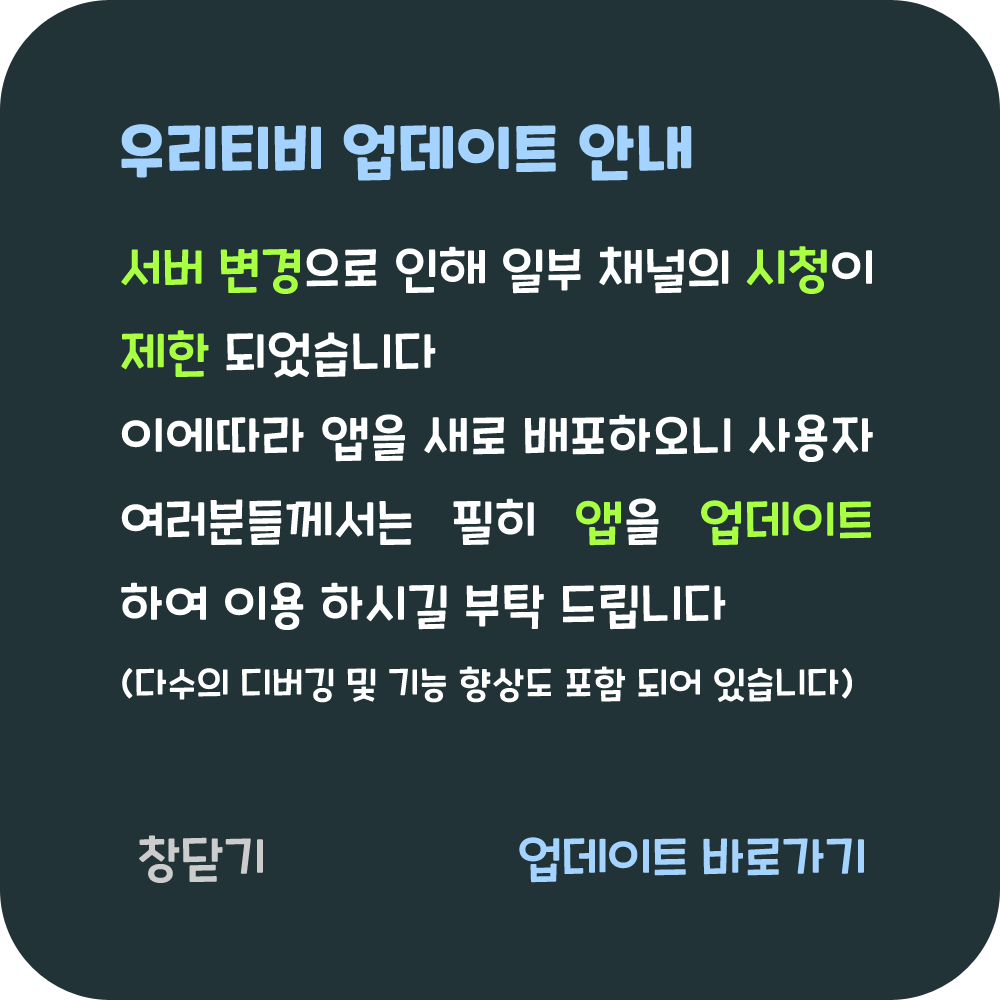 우리티비 업데이트 안내
서버 변경으로 인해 일부 채널의 시청이
제한 되었습니다
이에따라 앱을 새로 배포하오니 사용자
여러분들께서는 필히 앱을 업데이트
하여 이용 하시길 부탁 드립니다
(다수의 디버깅 및 기능 향상도 포함 되어 있습니다)
창닫기 업데이트 바로가기